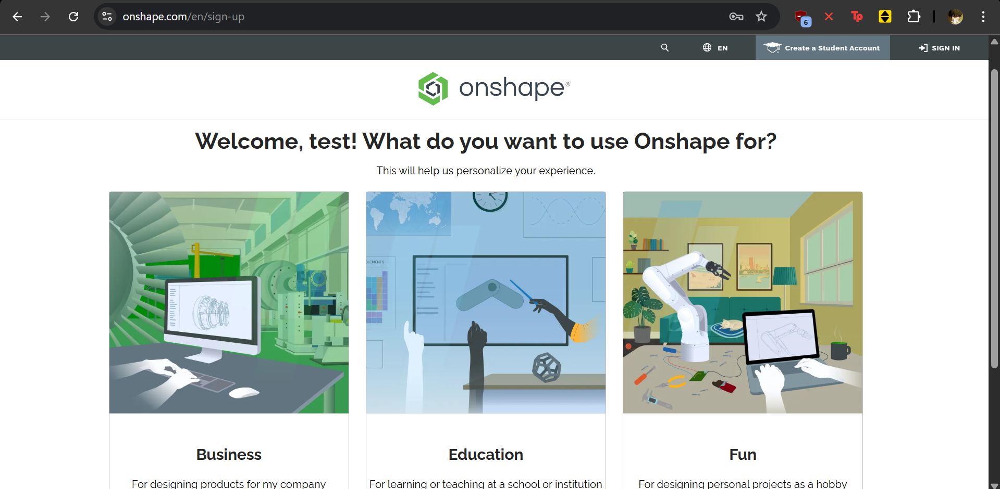 onshape.com/en/sign-up
6
Tp
EN
Create a Student Account
SIGN IN
onshape®
Welcome, test! What do you want to use Onshape for?
This will help us personalize your experience.
ELEMENTS
Business
Education
Fun
For designing products for my company
For learning or teaching at a school or institution
For designing personal projects as a hobby